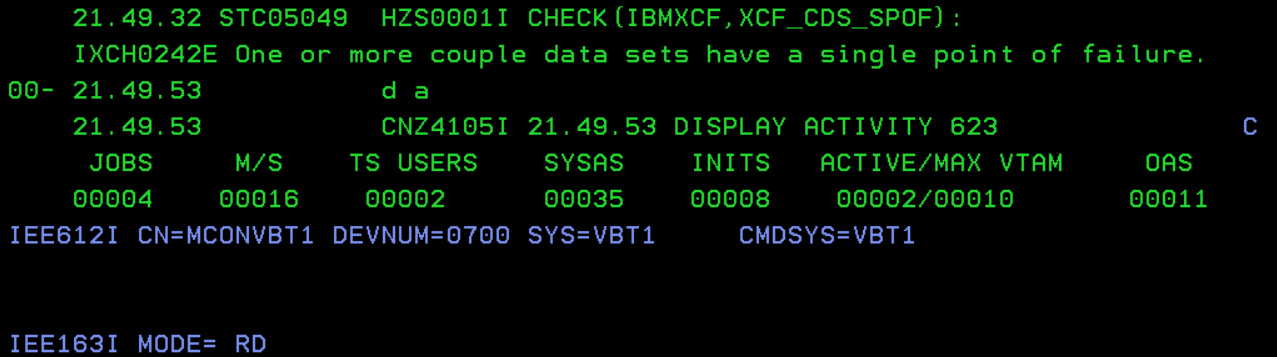 21.49.32 STC05049 HZS0001I CHECK(IBMXCF,XCF_CDS_SPOF):
IXCH0242E One or more couple data sets have a single point of failure.
00- 21.49.53 d a
21.49.53 CNZ4105I 21.49.53 DISPLAY ACTIVITY 623 C
JOBS M/S TS USERS SYSAS INITS ACTIVE/MAX VTAM OAS
00004 00016 00002 00035 00008 00002/00010 00011
IEE612I CN=MCONVBT1 DEVNUM=0700 SYS=VBT1 CMDSYS=VBT1
IEE163I MODE= RD